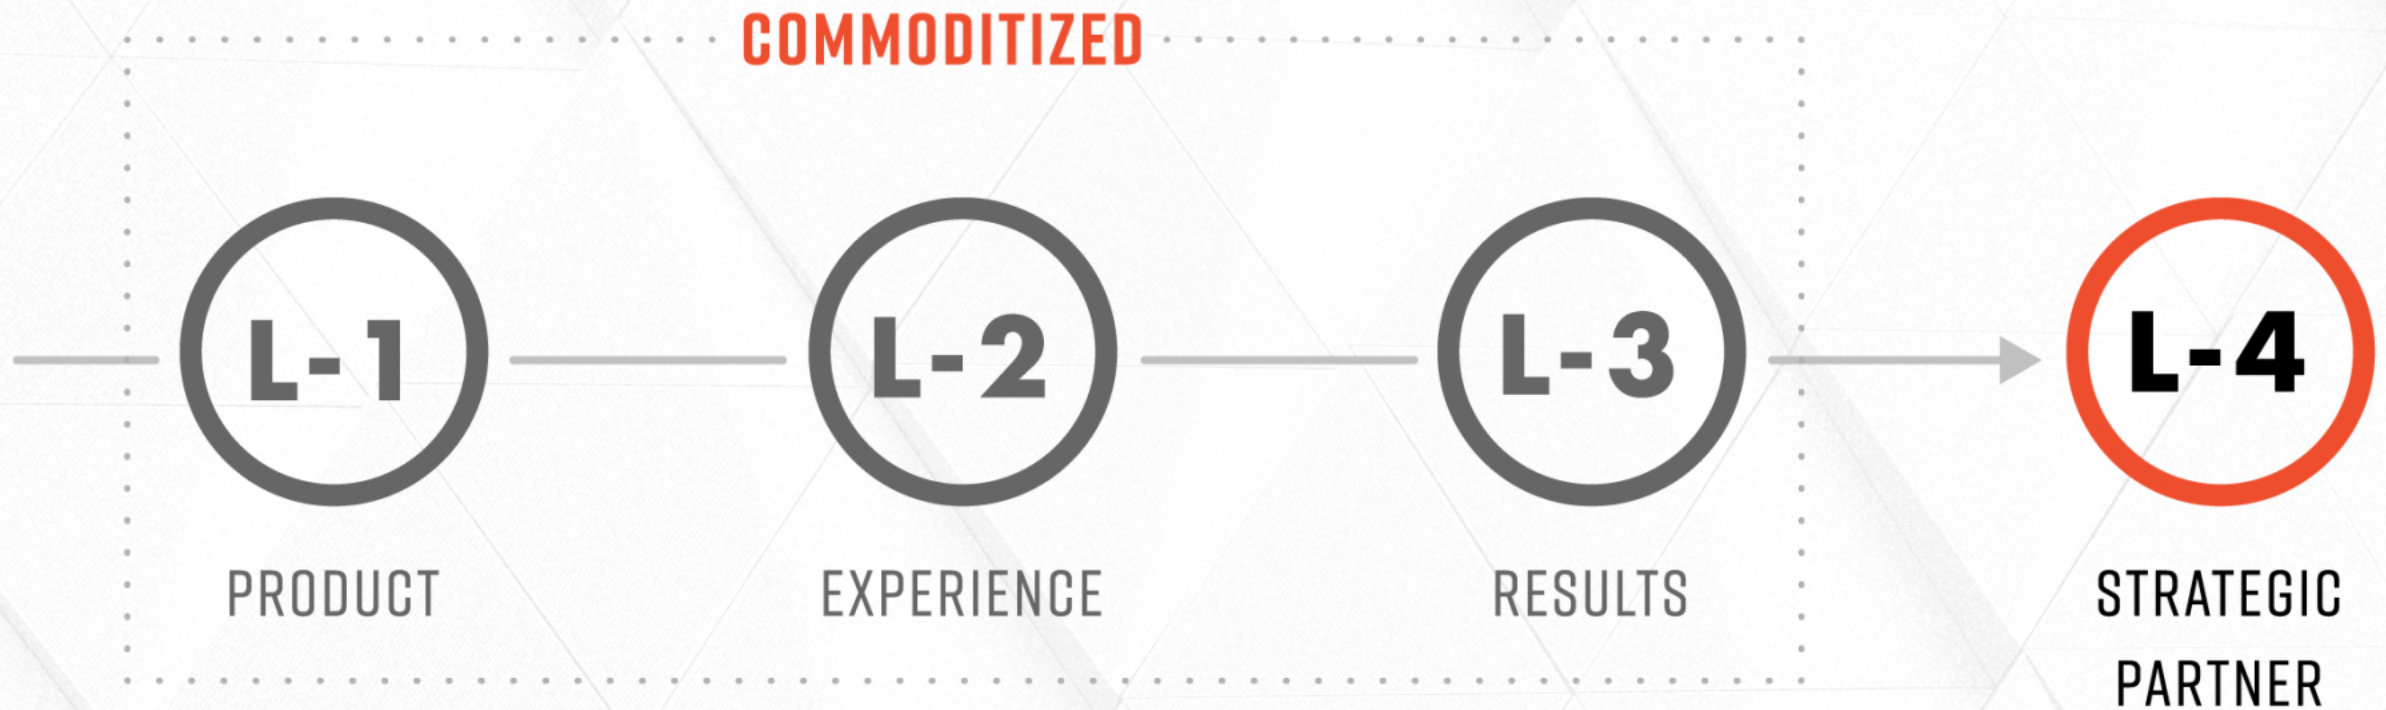 COMMODITIZED
L-1
L-2
L-3
L-4
PRODUCT
EXPERIENCE
RESULTS
STRATEGIC
PARTNER